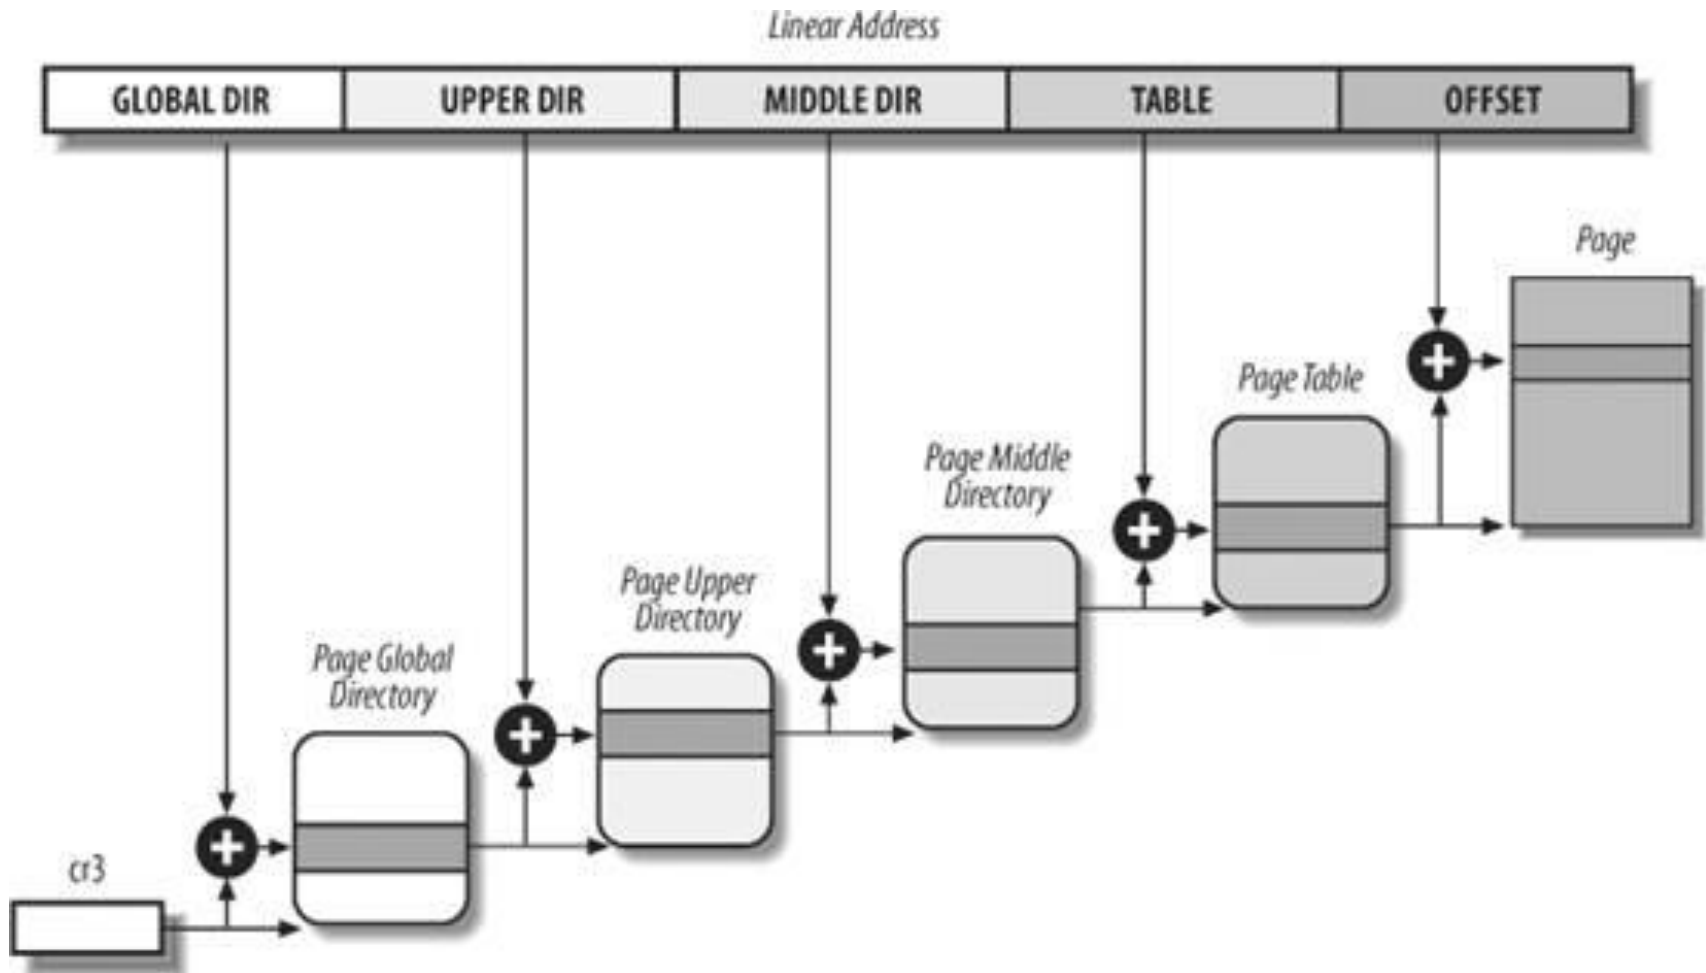 Linear Address
GLOBAL DIR
UPPER DIR
MIDDLE DIR
TABLE
OFFSET
Page
Page Table
Page Middle
Directory
Page Upper
Directory
Page Global
Directory
cr3